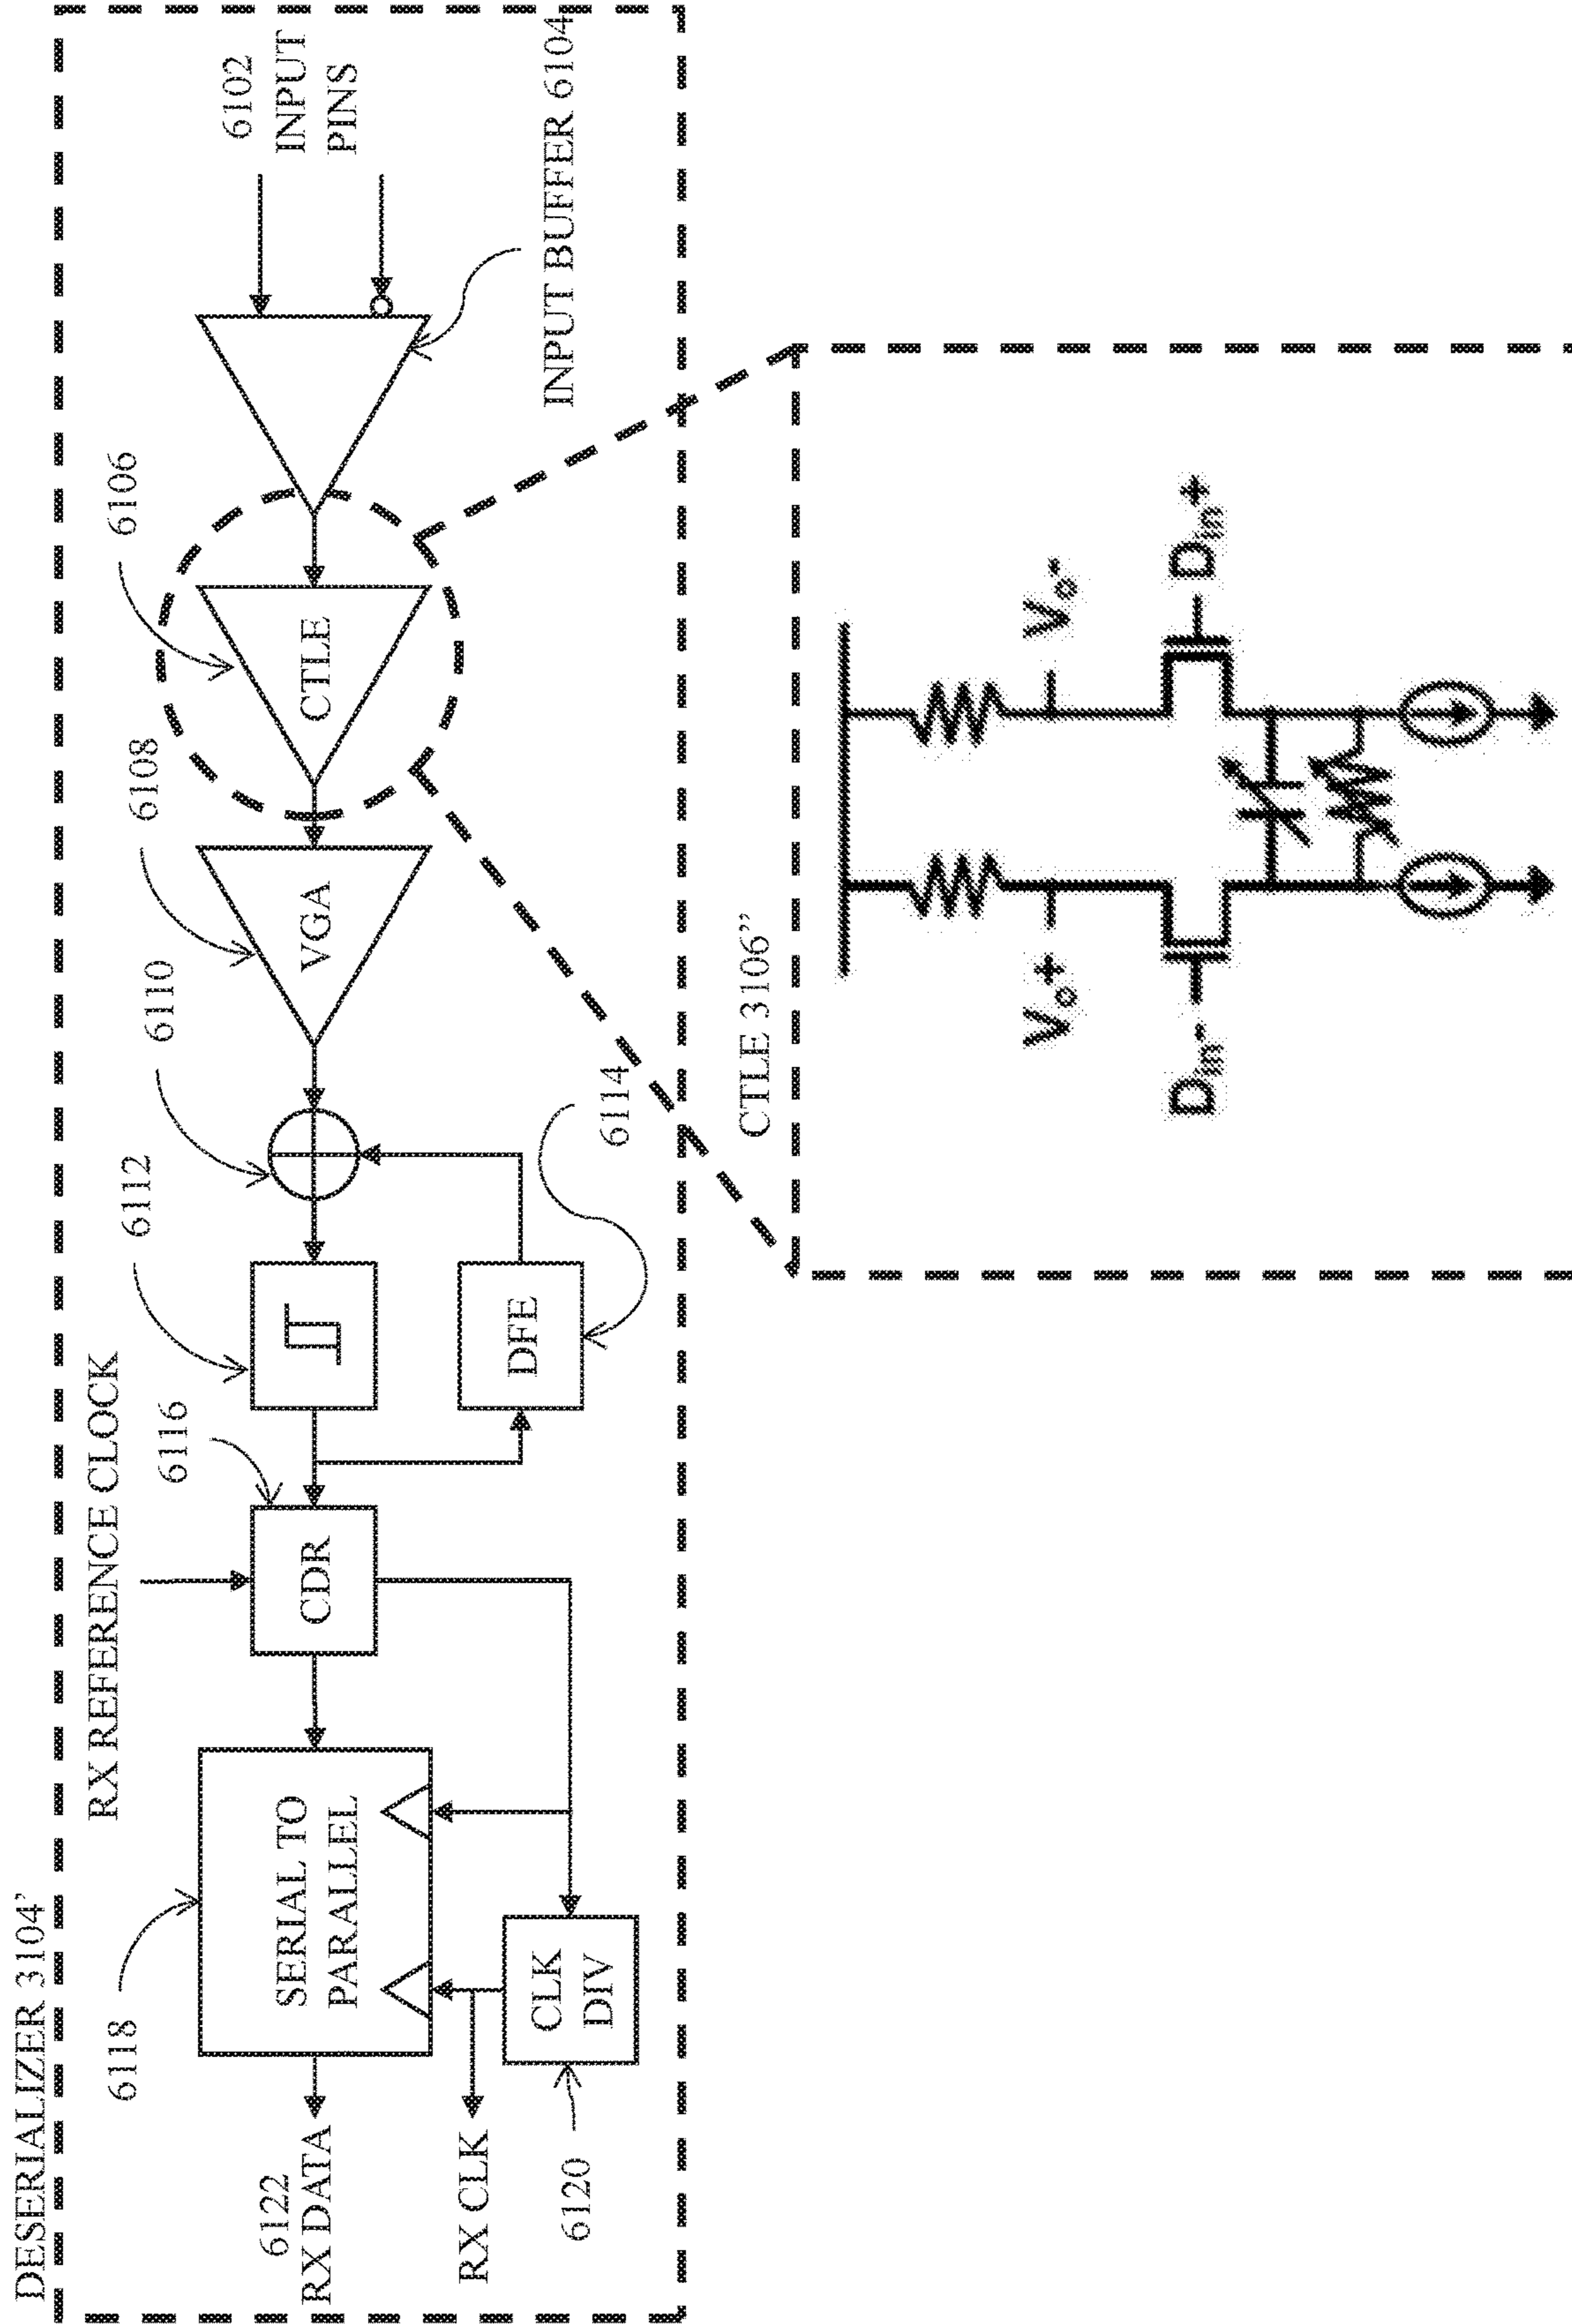 DESERIALIZER 3104’
RX REFERENCE CLOCK
6118
6116
6112
6110
6108
6106
6102
INPUT
PINS
6122
RX DATA
SERIAL TO
PARALLEL
CDR
VGA
CTLE
RX CLK
CLK
DIV
DFE
INPUT BUFFER 6104
6120
6114
CTLE 3106”
Vo+
Vo-
Din-
Din+